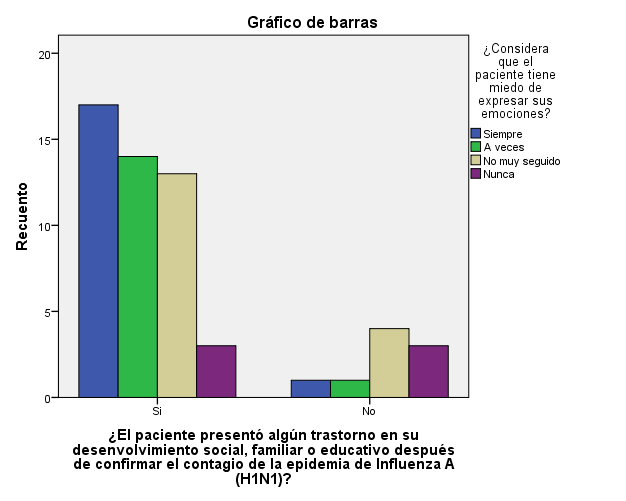 Gráfico de barras
¿Considera
que el
paciente tiene
miedo de
expresar sus
emociones?
Siempre
A veces
No muy seguido
Nunca
Recuento
20
15
10
5
0
Si
No
¿El paciente presentó algún trastorno en su
desenvolvimiento social, familiar o educativo después
de confirmar el contagio de la epidemia de Influenza A
(H1N1)?